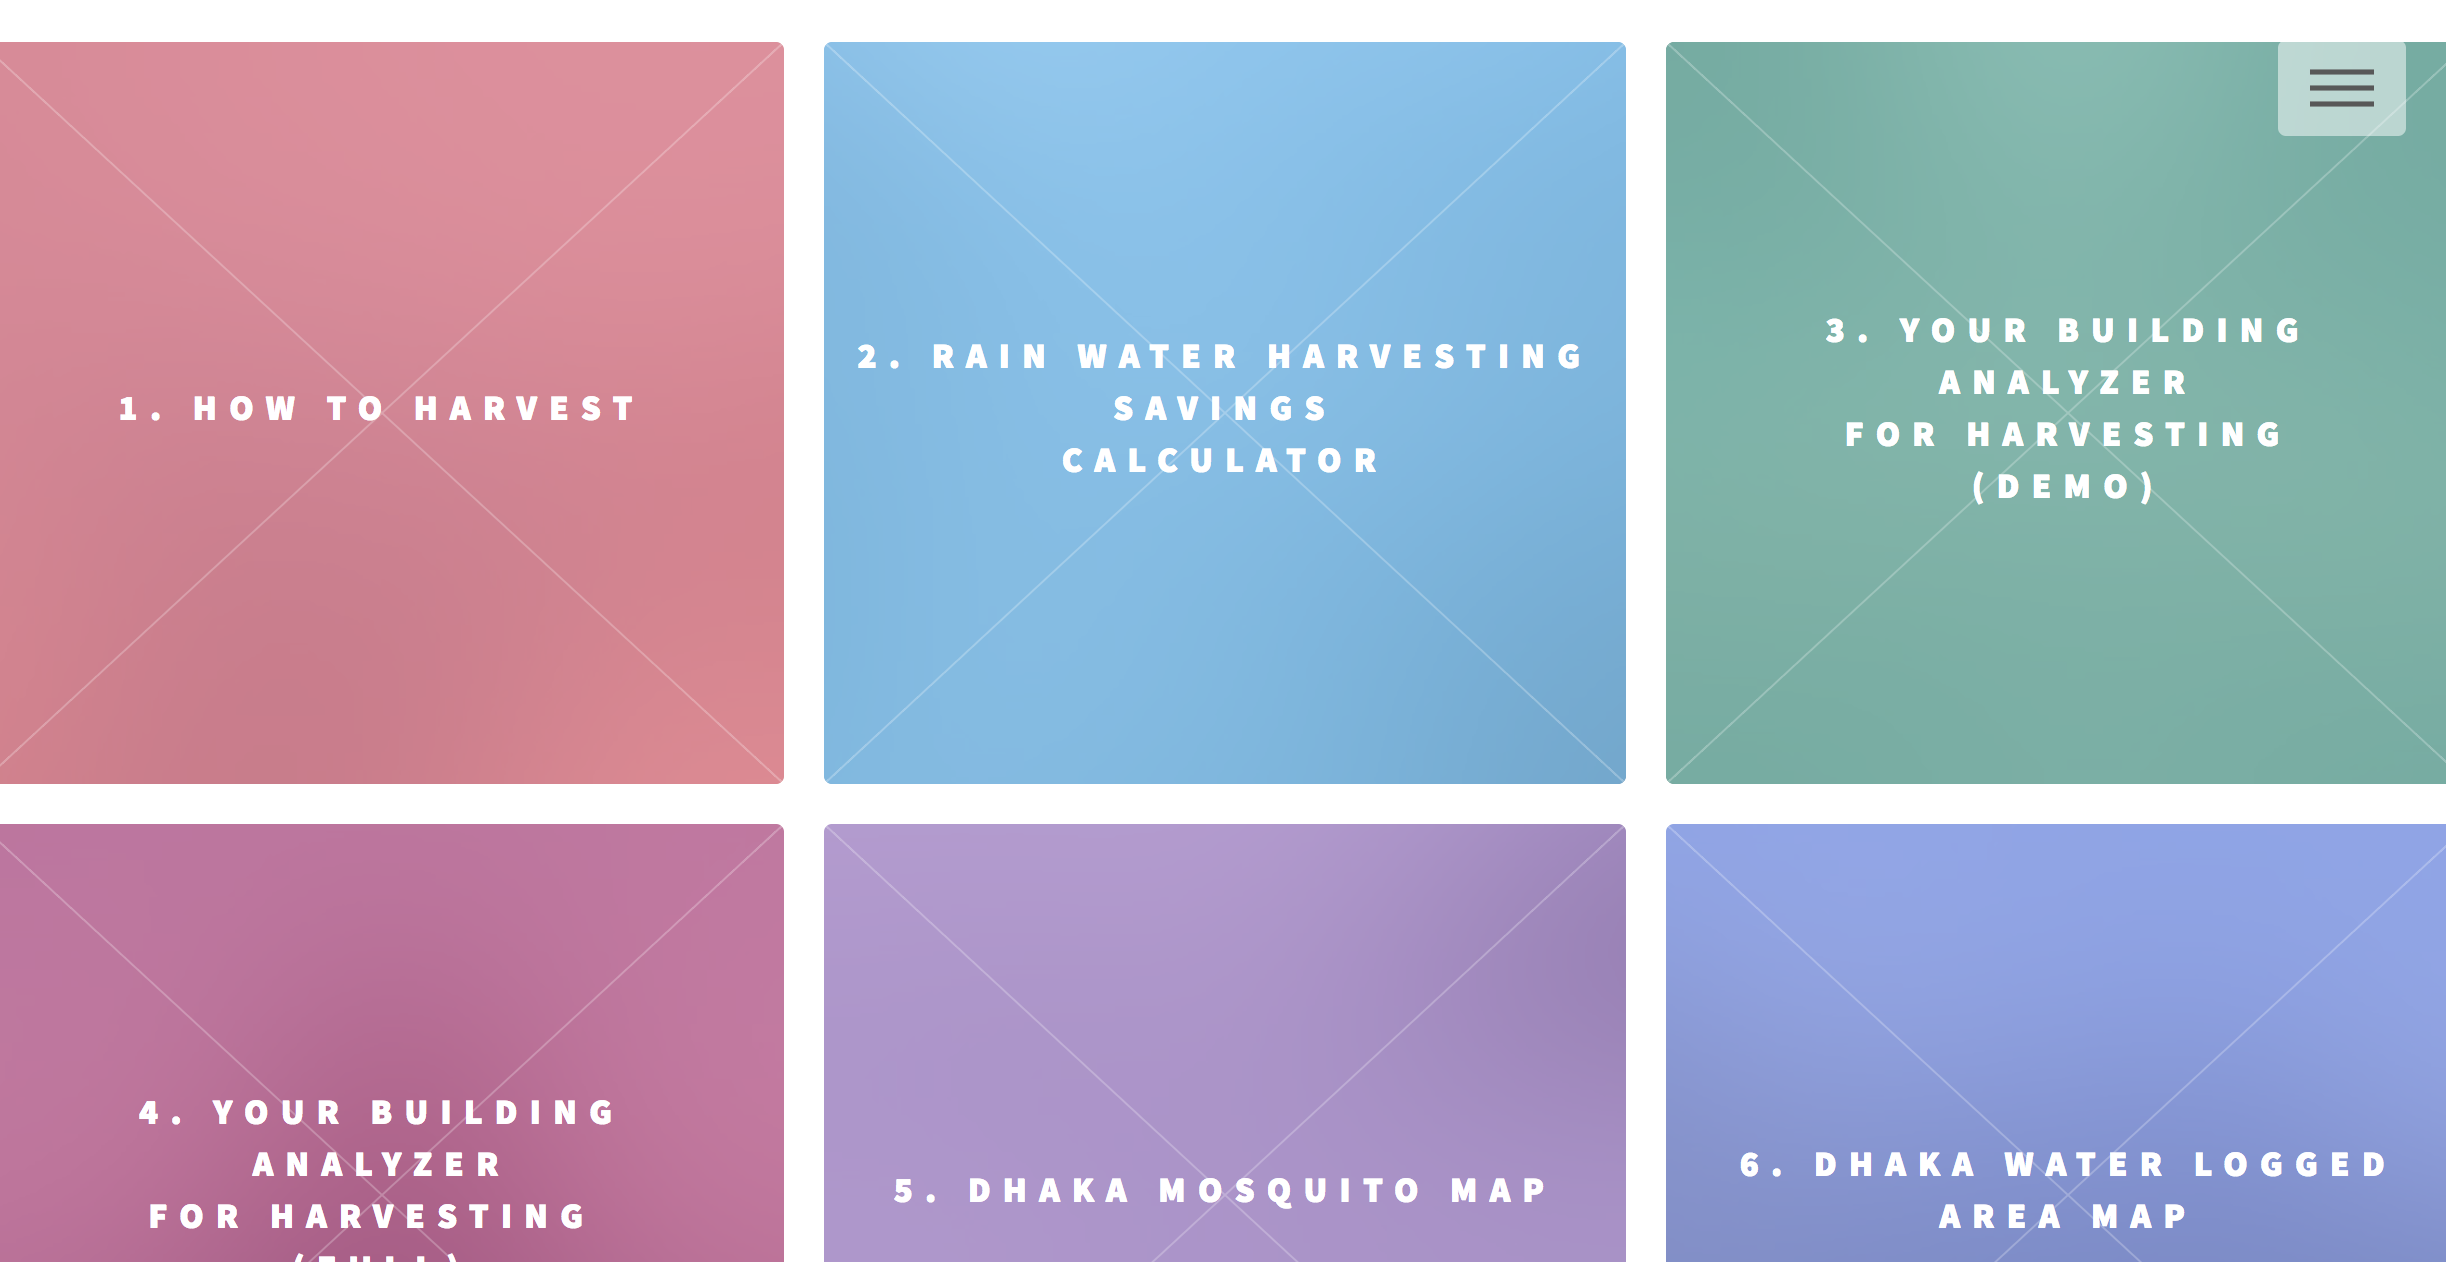 1. HOW TO HARVEST
2. RAIN WATER HARVESTING
SAVINGS
CALCULATOR
3. YOUR BUILDING
ANALYZER
FOR HARVESTING
(DEMO)
4. YOUR BUILDING
ANALYZER
FOR HARVESTING
(FULL)
5. DHAKA MOSQUITO MAP
6. DHAKA WATER LOGGED
AREA MAP